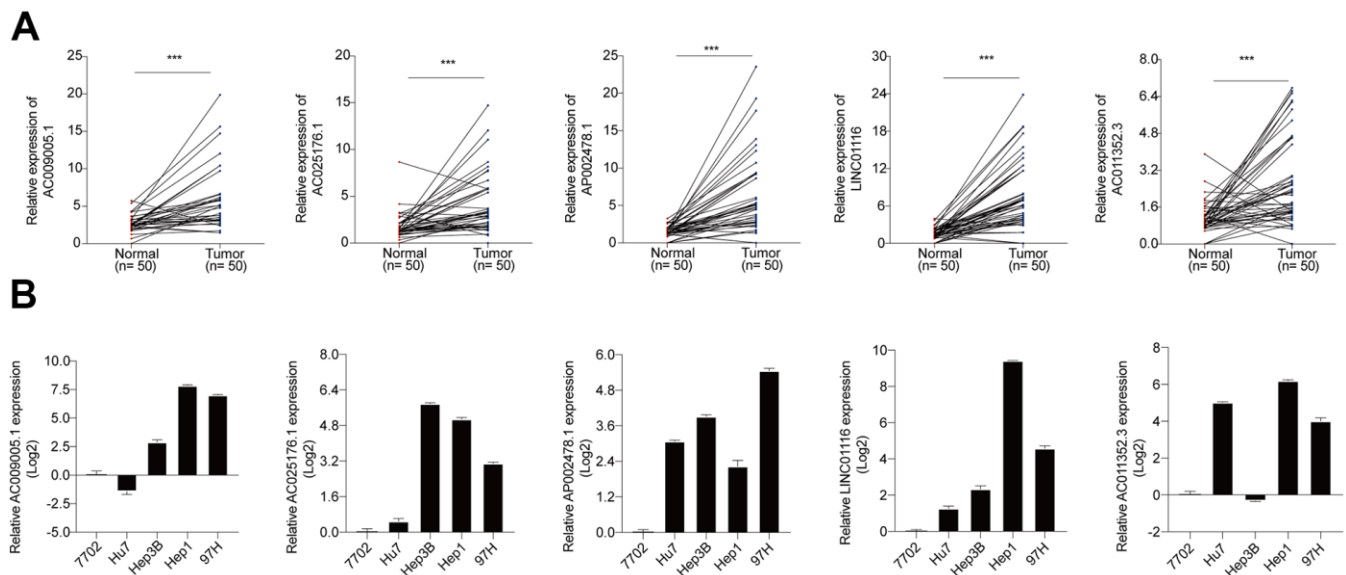 A
Relative expression of
AC009005.1
25
20
15
10
5
0
***
Normal
(n= 50)
Tumor
(n= 50)
Relative expression of
AC025176.1
20
15
10
5
0
***
Normal
(n= 50)
Tumor
(n= 50)
Relative expression of
AP002478.1
25
20
15
10
5
0
***
Normal
(n= 50)
Tumor
(n= 50)
Relative expression of
LINC01116
30
24
18
12
6
0
***
Normal
(n= 50)
Tumor
(n= 50)
Relative expression of
AC011352.3
8.0
6.4
4.8
3.2
1.6
0.0
***
Normal
(n= 50)
Tumor
(n= 50)
B
Relative AC009005.1 expression
(Log2)
10.0
7.5
5.0
2.5
0.0
-2.5
-5.0
7702
Hu7
Hep3B
Hep1
97H
Relative AC025176.1 expression
(Log2)
8.0
6.4
4.8
3.2
1.6
0.0
7702
Hu7
Hep3B
Hep1
97H
Relative AP002478.1 expression
(Log2)
6.0
4.8
3.6
2.4
1.2
0.0
7702
Hu7
Hep3B
Hep1
97H
Relative LINC01116 expression
(Log2)
10
8
6
4
2
0
7702
Hu7
Hep3B
Hep1
97H
Relative AC011352.3 expression
(Log2)
8
6
4
2
0
-2
7702
Hu7
Hep3B
Hep1
97H